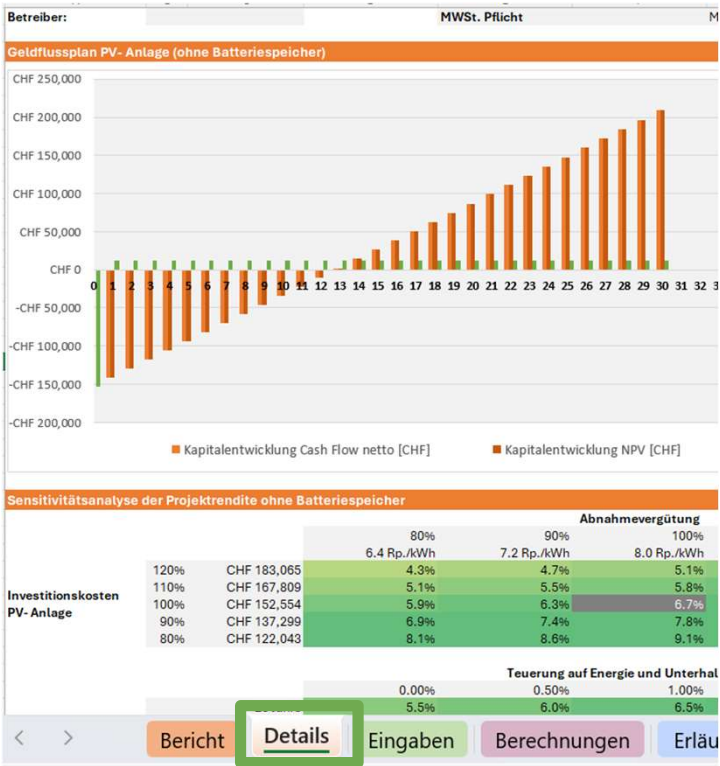 Betreiber: MWSt. Pflicht M
Geldflussplan PV- Anlage (ohne Batteriespeicher)
CHF 250,000
CHF 200,000
CHF 150,000
CHF 100,000
CHF 50,000
CHF 0
0 1 2 3 4 5 6 7 8 9 10 11 12 13 14 15 16 17 18 19 20 21 22 23 24 25 26 27 28 29 30 31 32 3
-CHF 50,000
-CHF 100,000
-CHF 150,000
-CHF 200,000
Kapitalentwicklung Cash Flow netto [CHF] Kapitalentwicklung NPV [CHF]
Sensitivitätsanalyse der Projektrendite ohne Batteriespeicher
Abnahmevergütung
80% 90% 100%
6.4 Rp./kWh 7.2 Rp./kWh 8.0 Rp./kWh
Investitionskosten
PV- Anlage
120% CHF 183,065 4.3% 4.7% 5.1%
110% CHF 167,809 5.1% 5.5% 5.8%
100% CHF 152,554 5.9% 6.3% 6.7%
90% CHF 137,299 6.9% 7.4% 7.8%
80% CHF 122,043 8.1% 8.6% 9.1%
Teuerung auf Energie und Unterhal
0.00% 0.50% 1.00%
5.5% 6.0% 6.5%
Bericht Details Eingaben Berechnungen Erläu